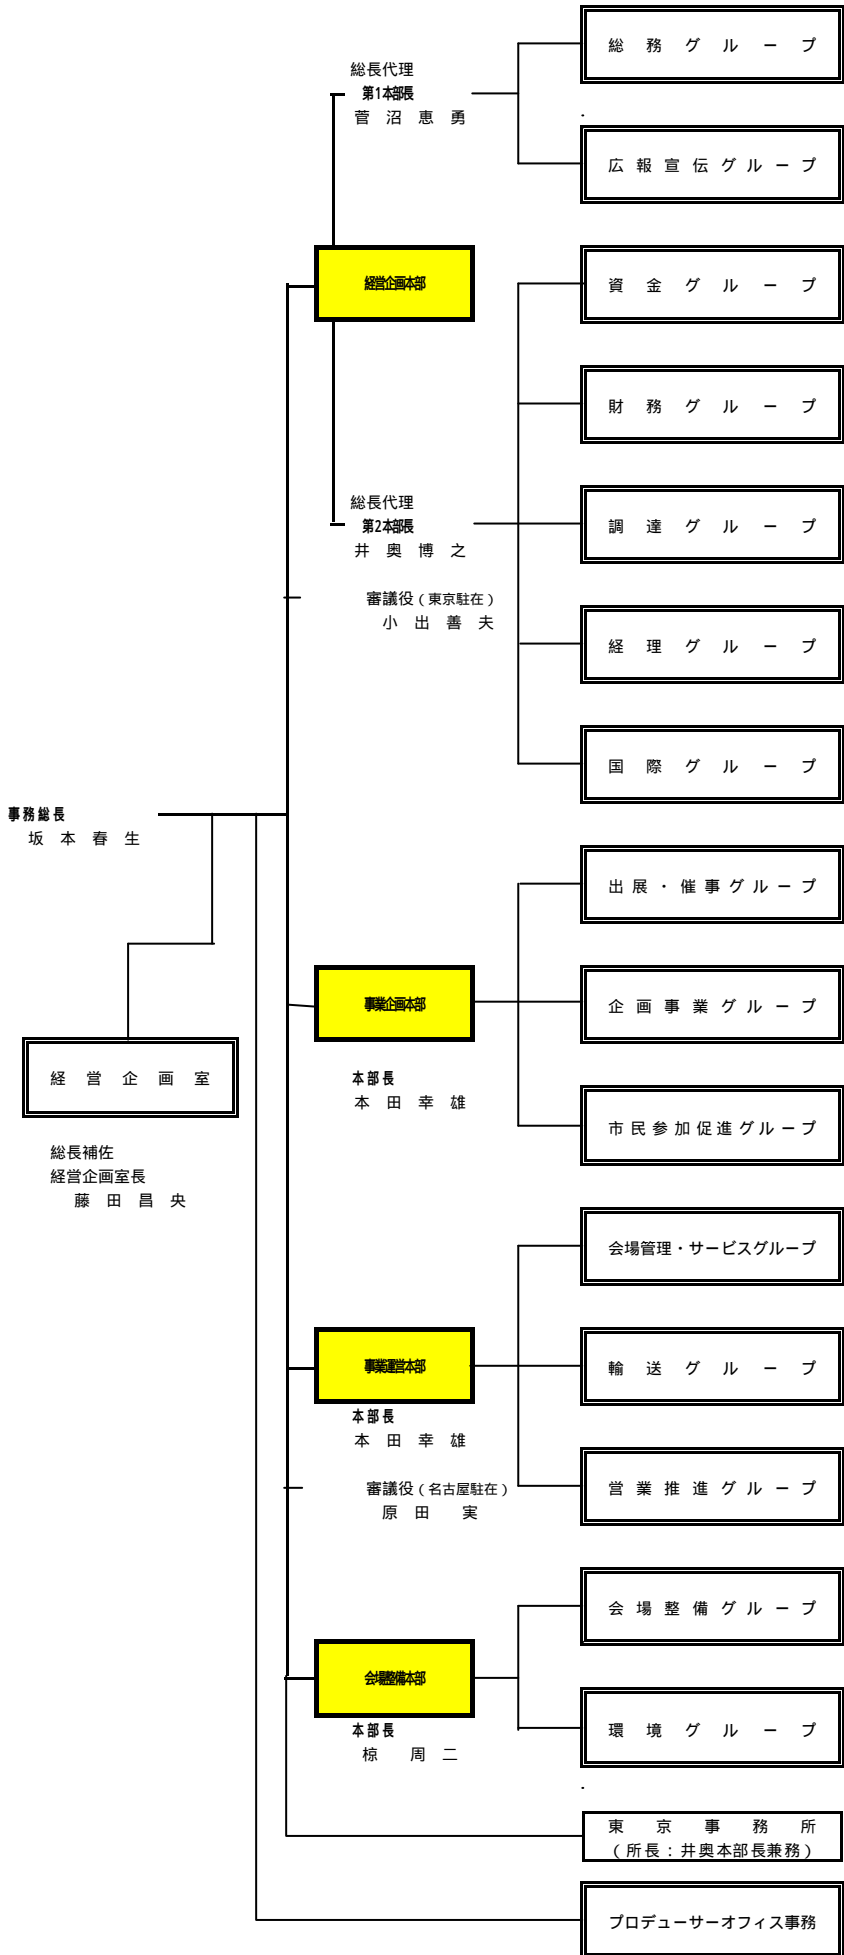 総務グループ
総長代理
第1本部長
菅沼恵勇
広報宣伝グループ
経営企画本部
資金グループ
財務グループ
総長代理
第2本部長
井奥博之
調達グループ
審議役(東京駐在)
小出善夫
経理グループ
国際グループ
事務総長
坂本春生
出展・催事グループ
事業企画本部
企画事業グループ
本部長
本田幸雄
経営企画室
総長補佐
経営企画室長
藤田昌央
市民参加促進グループ
会場管理・サービスグループ
事業運営本部
輸送グループ
本部長
本田幸雄
審議役(名古屋駐在)
原田 実
営業推進グループ
会場整備グループ
会場整備本部
本部長
椋 周二
環境グループ
東京事務所
(所長:井奥本部長兼務)
プロデューサーオフィス事務